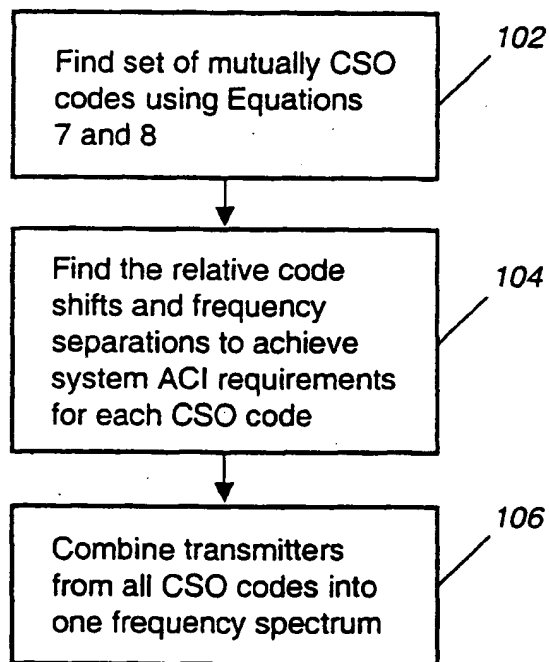 Find set of mutually CSO
codes using Equations
7 and 8
102
Find the relative code
shifts and frequency
separations to achieve
system ACI requirements
for each CSO code
104
Combine transmitters
from all CSO codes into
one frequency spectrum
106